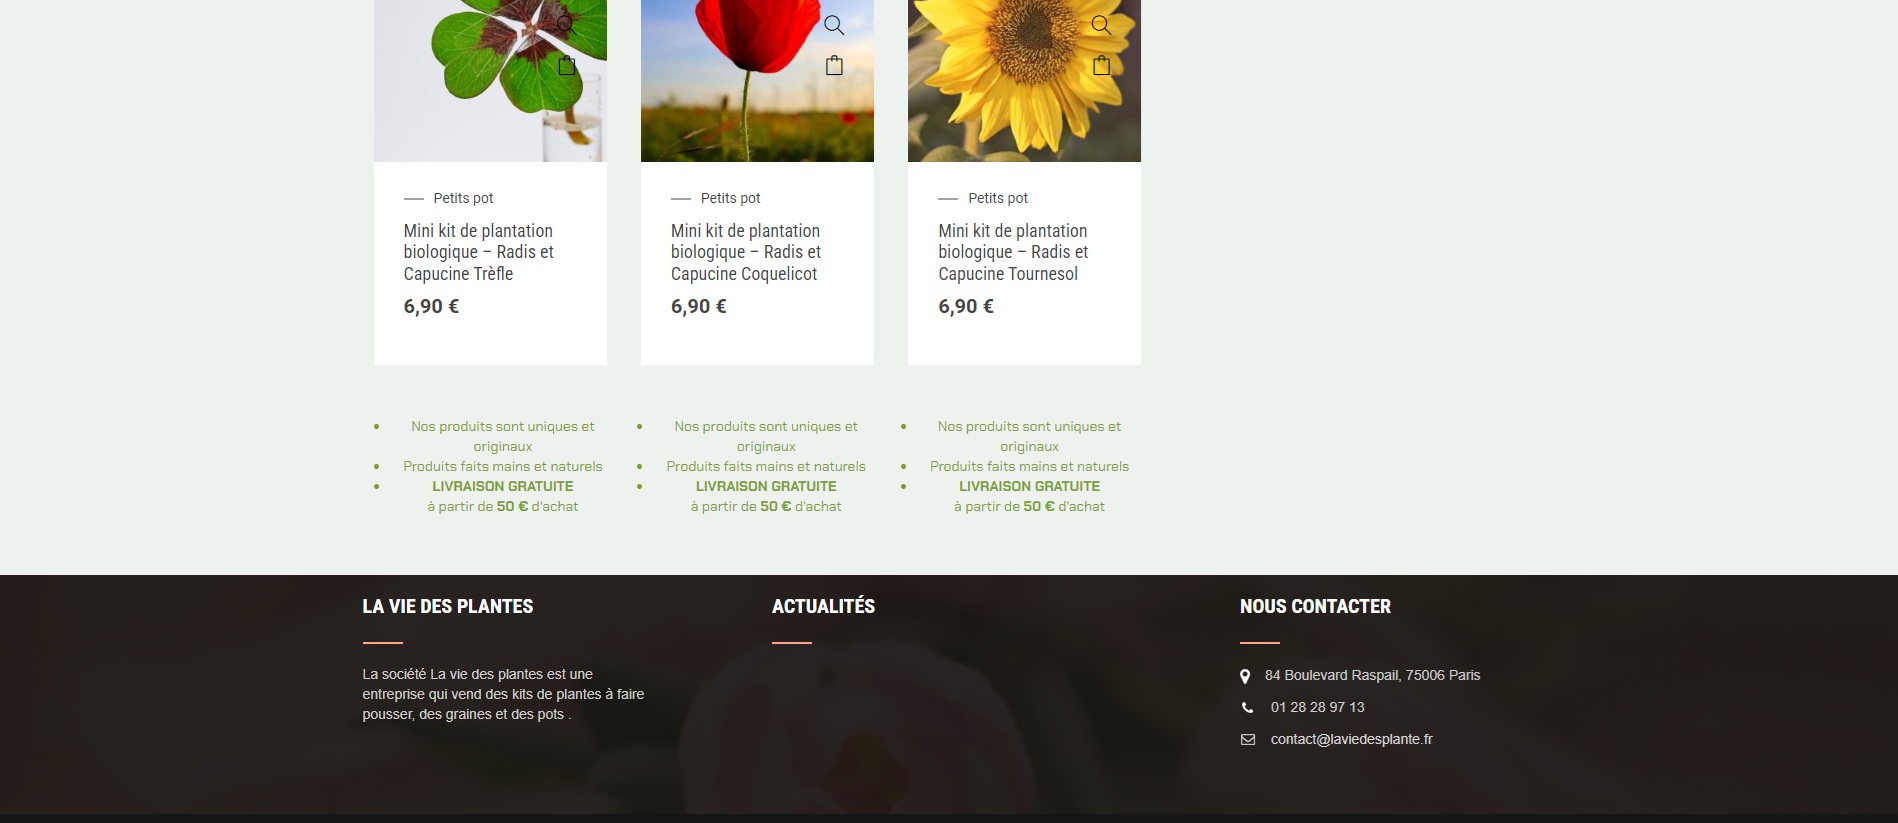 Petits pot
Mini kit de plantation
biologique – Radis et
Capucine Trèfle
6,90 €
Petits pot
Mini kit de plantation
biologique – Radis et
Capucine Coquelicot
6,90 €
Petits pot
Mini kit de plantation
biologique – Radis et
Capucine Tournesol
6,90 €
Nos produits sont uniques et
originaux
Produits faits mains et naturels
LIVRAISON GRATUITE
à partir de 50 € d'achat
Nos produits sont uniques et
originaux
Produits faits mains et naturels
LIVRAISON GRATUITE
à partir de 50 € d'achat
Nos produits sont uniques et
originaux
Produits faits mains et naturels
LIVRAISON GRATUITE
à partir de 50 € d'achat
LA VIE DES PLANTES
La société La vie des plantes est une
entreprise qui vend des kits de plantes à faire
pousser, des graines et des pots .
ACTUALITÉS
NOUS CONTACTER
84 Boulevard Raspail, 75006 Paris
01 28 28 97 13
contact@laviedesplante.fr